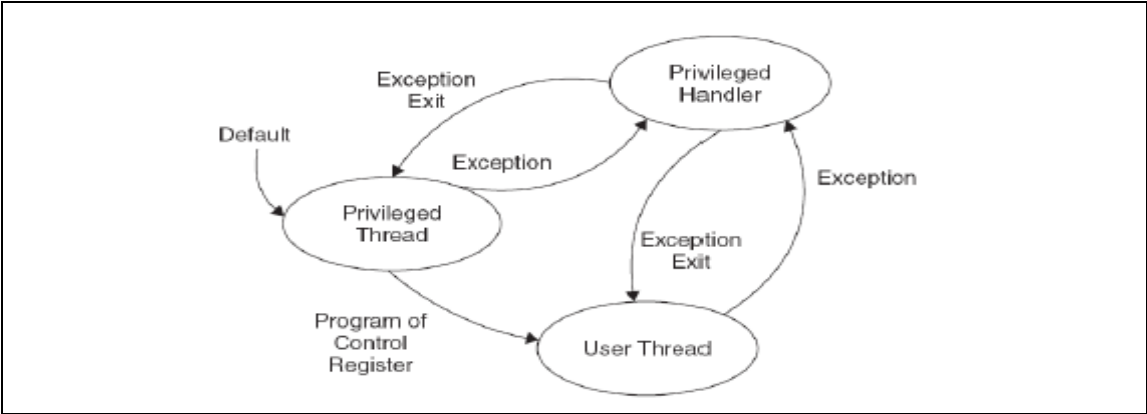 Privileged
Handler
Exception
Exit
Default
Exception
Exception
Privileged
Thread
Exception
Exit
Program of
Control
Register
User Thread